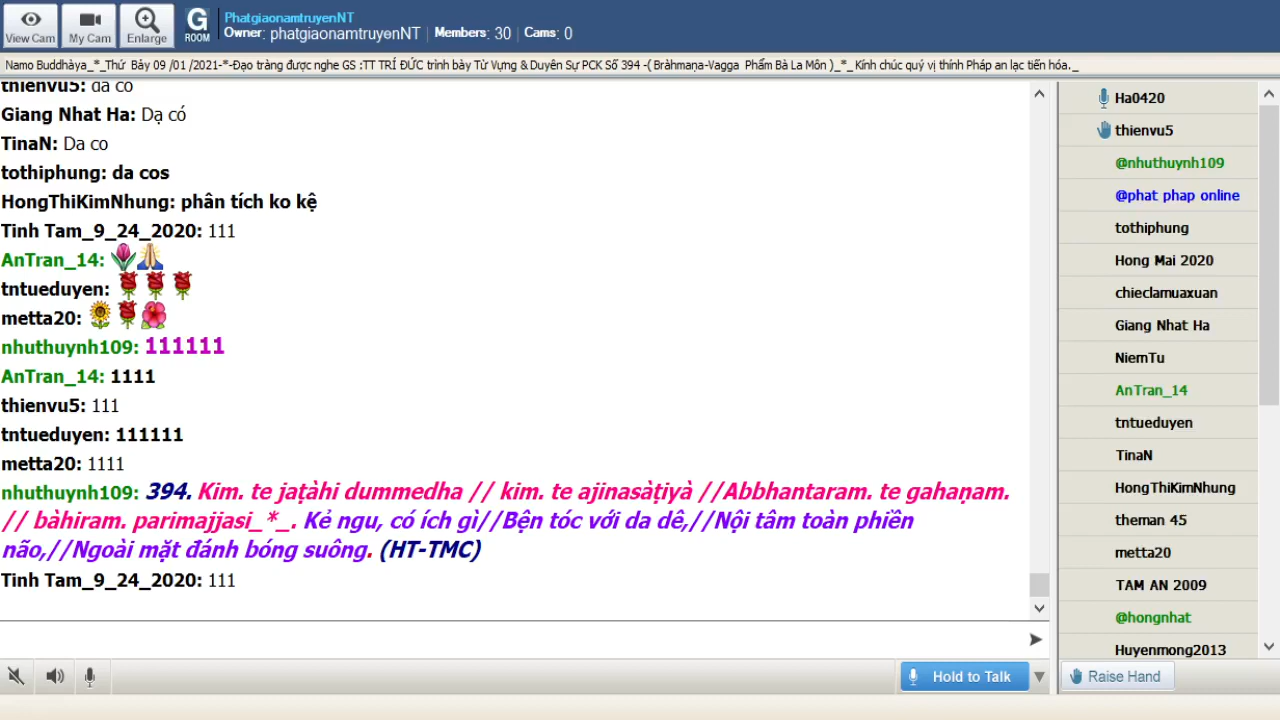 View Cam
My Cam
Enlarge
G
ROOM
PhatgiaonamtruyenNT
Owner: phatgiaonamtruyenNT | Members: 30 | Cams: 0
Namo Buddhàya_*_Thứ Bảy 09 /01 /2021-*-Đạo tràng được nghe GS :TT TRÍ ĐỨC trình bày Từ Vựng & Duyên Sự PCK Số 394 -( Bràhmaṇa-Vagga Phẩm Bà La Môn )_*_ Kính chúc quý vị thính Pháp an lạc tiến hóa._
thienvu5: da co
Giang Nhat Ha: Dạ có
TinaN: Da co
tothiphung: da cos
HongThiKimNhung: phân tích ko kệ
Tinh Tam_9_24_2020: 111
AnTran_14:
tntueduyen:
metta20:
nhuthuynh109: 111111
AnTran_14: 1111
thienvu5: 111
tntueduyen: 111111
metta20: 1111
nhuthuynh109: 394. Kim. te jaṭàhi dummedha // kim. te ajinasàṭiyà //Abbhantaram. te gahaṇam.
// bàhiram. parimajjasi_*_. Kẻ ngu, có ích gì//Bện tóc với da dê,//Nội tâm toàn phiền
não,//Ngoài mặt đánh bóng suông. (HT-TMC)
Tinh Tam_9_24_2020: 111
Hold to Talk
Ha0420
thienvu5
@nhuthuynh109
@phat phap online
tothiphung
Hong Mai 2020
chieclamuaxuan
Giang Nhat Ha
NiemTu
AnTran_14
tntueduyen
TinaN
HongThiKimNhung
theman 45
metta20
TAM AN 2009
@hongnhat
Huyenmong2013
Raise Hand